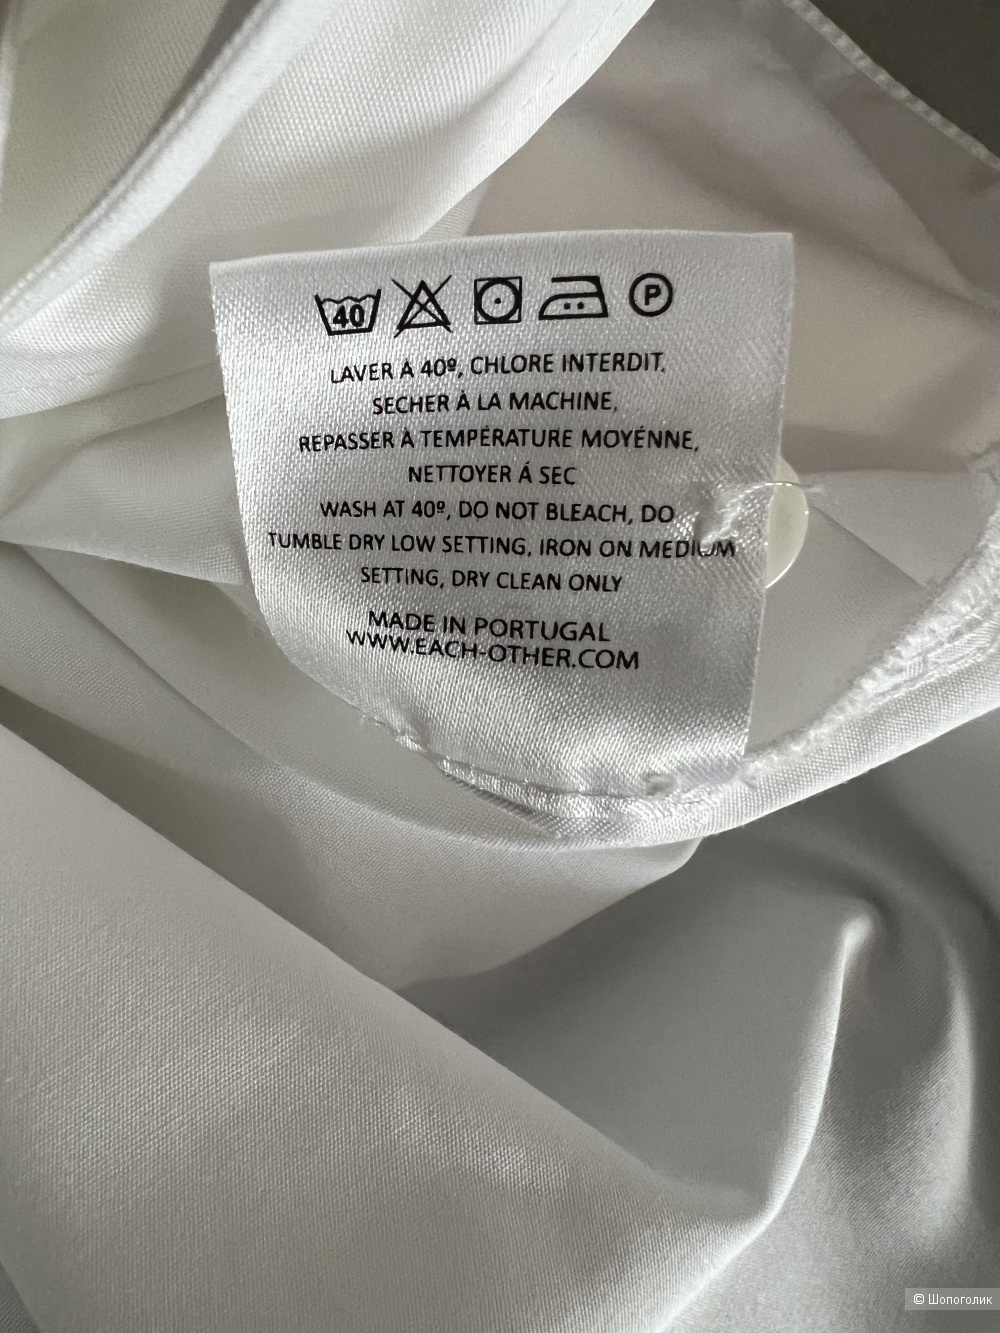 40 P
LAVER À 40º, CHLORE INTERDIT,
SECHER À LA MACHINE,
REPASSER À TEMPÉRATURE MOYÉNNE,
NETTOYER Á SEC
WASH AT 40º, DO NOT BLEACH, DO
TUMBLE DRY LOW SETTING, IRON ON MEDIUM
SETTING, DRY CLEAN ONLY
MADE IN PORTUGAL
WWW.EACH-OTHER.COM
© Шопоголик